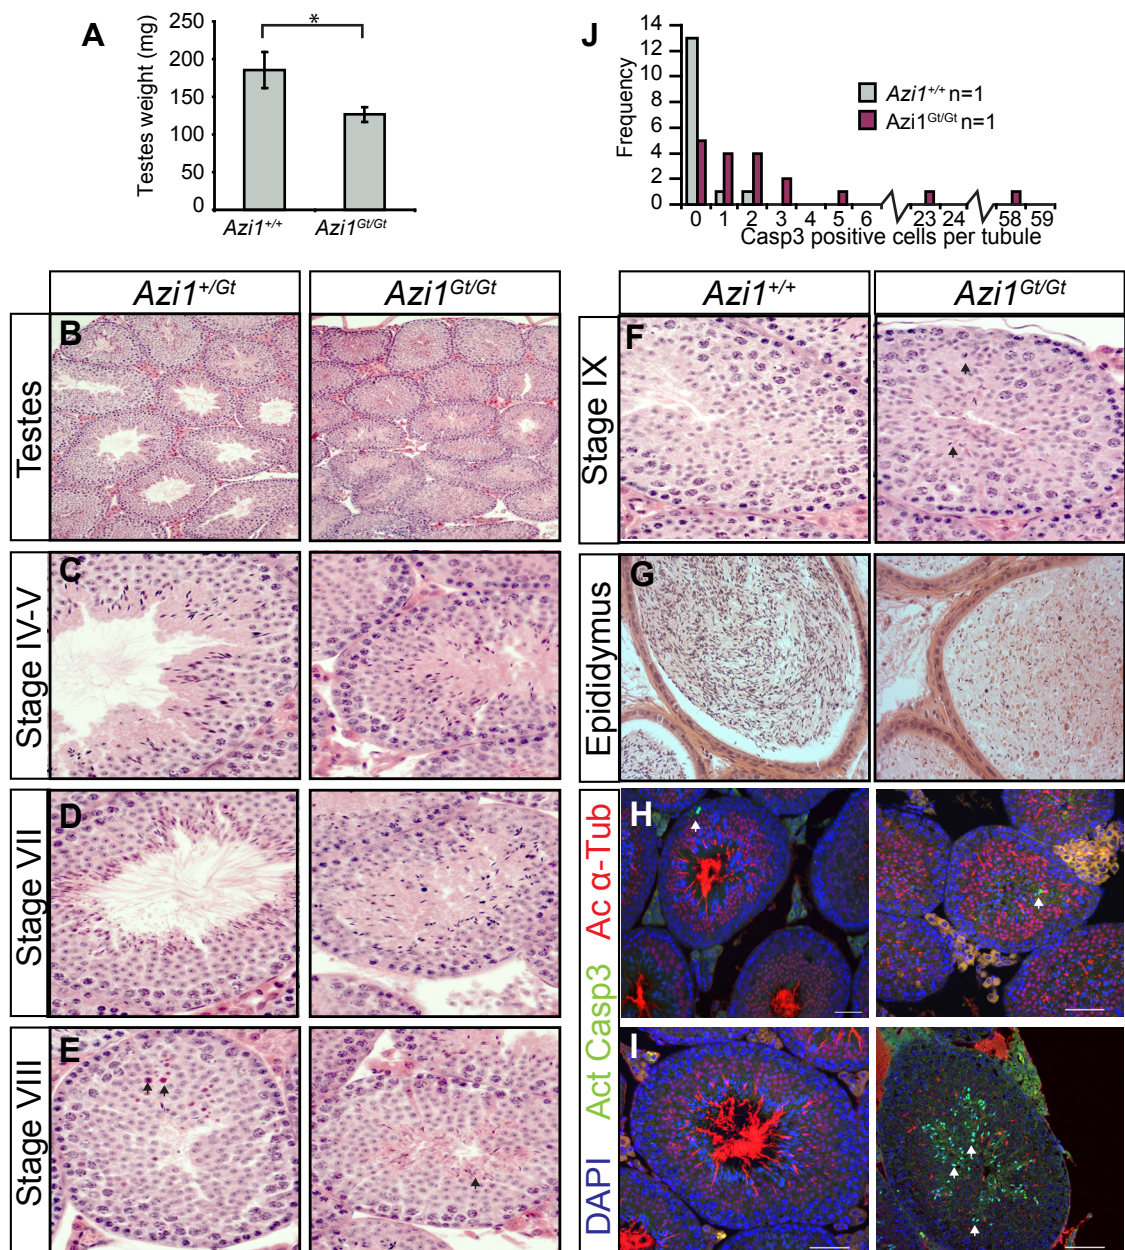 A
Testes weight (mg)
250
200
150
100
50
0
*
Azi1+/+
Azi1Gt/Gt
J
Frequency
14
12
10
8
6
4
2
0
Azi1+/+ n=1
Azi1Gt/Gt n=1
0 1 2 3 4 5 6 23 24 58 59
Casp3 positive cells per tubule
Azi1+/Gt
Azi1Gt/Gt
Testes
B
Stage IV-V
C
Stage VII
D
Stage VIII
E
Azi1+/+
Azi1Gt/Gt
Stage IX
F
Epididymus
G
DAPI Act Casp3 Ac α-Tub
H
I